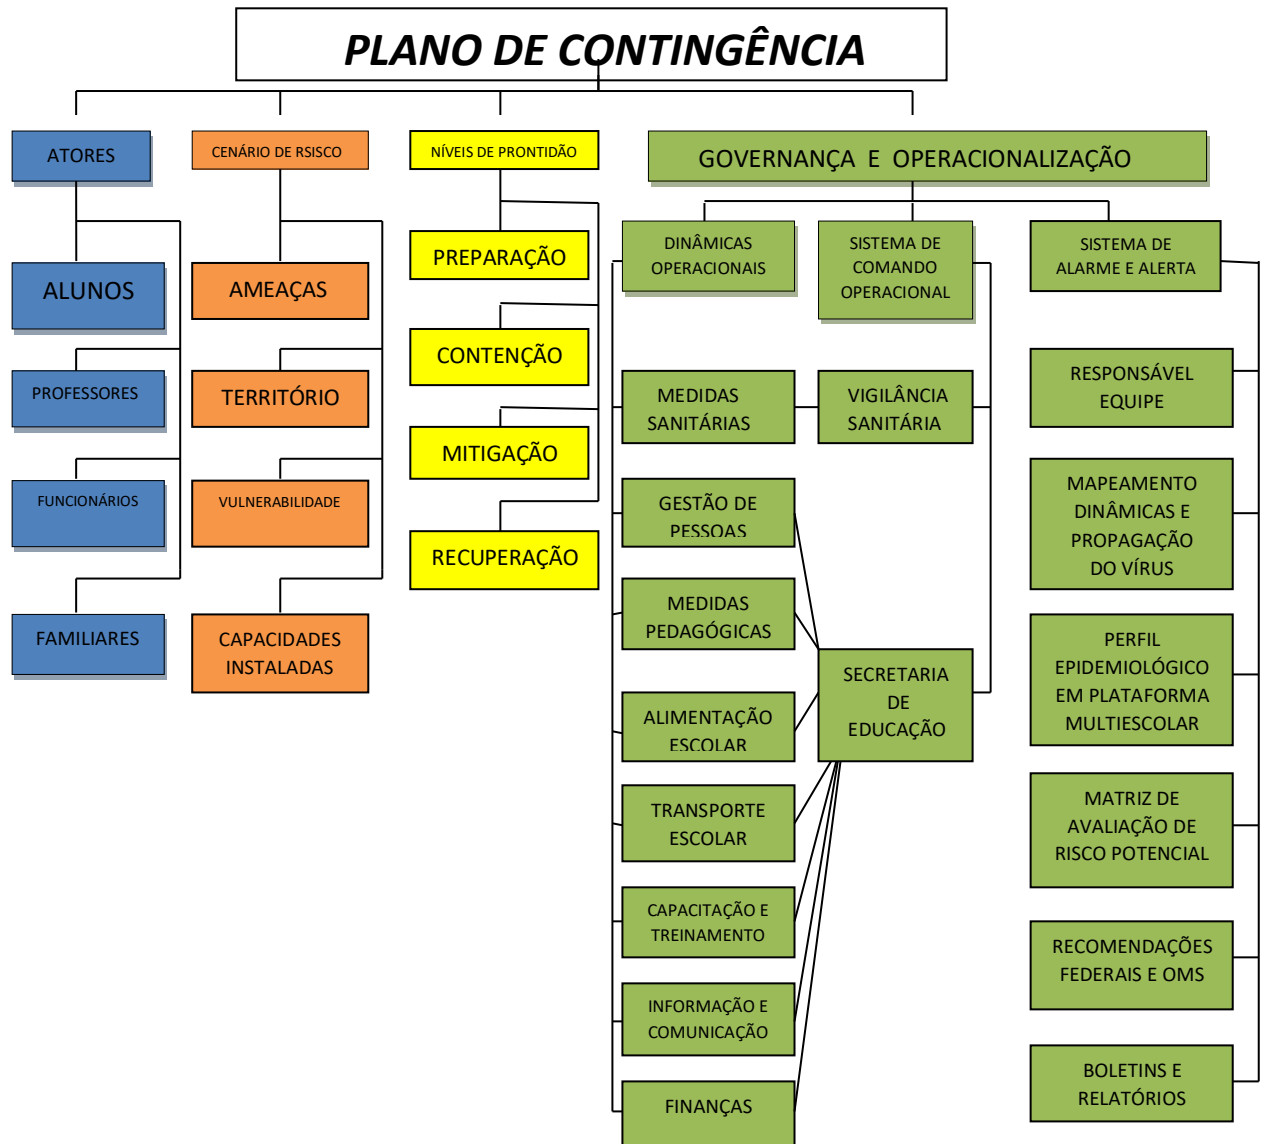 PLANO DE CONTINGÊNCIA
ATORES
ALUNOS
PROFESSORES
FUNCIONÁRIOS
FAMILIARES
CENÁRIO DE RSISCO
AMEAÇAS
TERRITÓRIO
VULNERABILIDADE
CAPACIDADES
INSTALADAS
NÍVEIS DE PRONTIDÃO
PREPARAÇÃO
CONTENÇÃO
MITIGAÇÃO
RECUPERAÇÃO
GOVERNANÇA E OPERACIONALIZAÇÃO
DINÂMICAS
OPERACIONAIS
MEDIDAS
SANITÁRIAS
GESTÃO DE
PESSOAS
MEDIDAS
PEDAGÓGICAS
ALIMENTAÇÃO
ESCOLAR
TRANSPORTE
ESCOLAR
CAPACITAÇÃO E
TREINAMENTO
INFORMAÇÃO E
COMUNICAÇÃO
FINANÇAS
SISTEMA DE
COMANDO
OPERACIONAL
VIGILÂNCIA
SANITÁRIA
SECRETARIA
DE
EDUCAÇÃO
SISTEMA DE
ALARME E ALERTA
RESPONSÁVEL
EQUIPE
MAPEAMENTO
DINÂMICAS E
PROPAGAÇÃO
DO VÍRUS
PERFIL
EPIDEMIOLÓGICO
EM PLATAFORMA
MULTIESCOLAR
MATRIZ DE
AVALIAÇÃO DE
RISCO POTENCIAL
RECOMENDAÇÕES
FEDERAIS E OMS
BOLETINS E
RELATÓRIOS